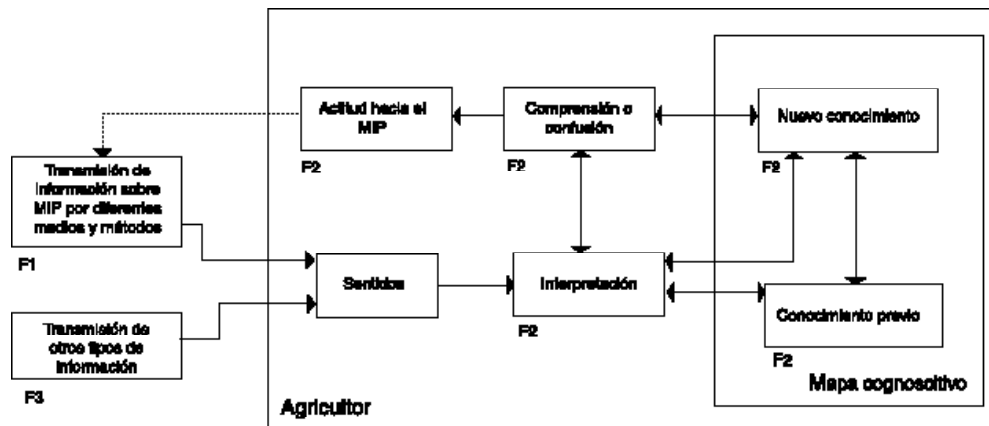 Actitud hacia el
MIP
F2
Comprensión o
confusión
F2
Nuevo conocimiento
F2
Transmisión de
información sobre
MIP por diferentes
medios y métodos
F1
Sentidos
Interpretación
F2
Conocimiento previo
F2
Transmisión de
otros tipos de
información
F3
Agricultor
Mapa cognoscitivo